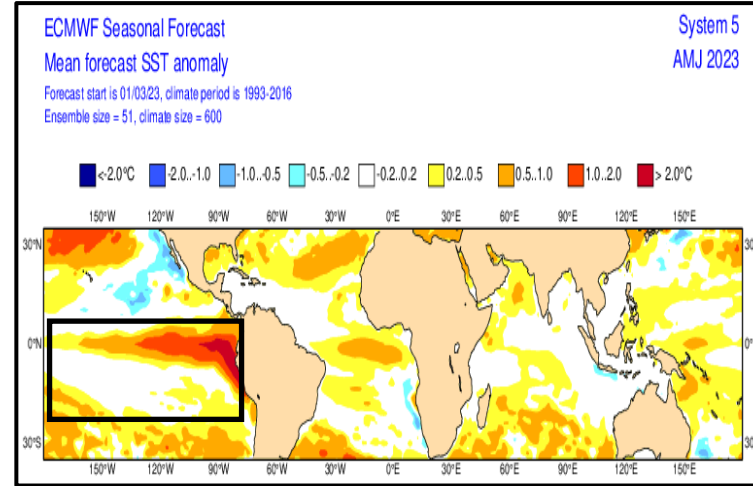 ECMWF Seasonal Forecast
System 5
Mean forecast SST anomaly
AMJ 2023
Forecast start is 01/03/23, climate period is 1993-2016
Ensemble size = 51, climate size = 600
<-2.0°C -2.0..-1.0 -1.0..-0.5 -0.5..-0.2 -0.2..0.2 0.2..0.5 0.5..1.0 1.0..2.0 > 2.0°C
150°W 120°W 90°W 60°W 30°W 0°E 30°E 60°E 90°E 120°E 150°E
30°N 30
0°N 0°
30°S 30
150°W 120°W 90°W 60°W 30°W 0°E 30°E 60°E 90°E 120°E 150°E